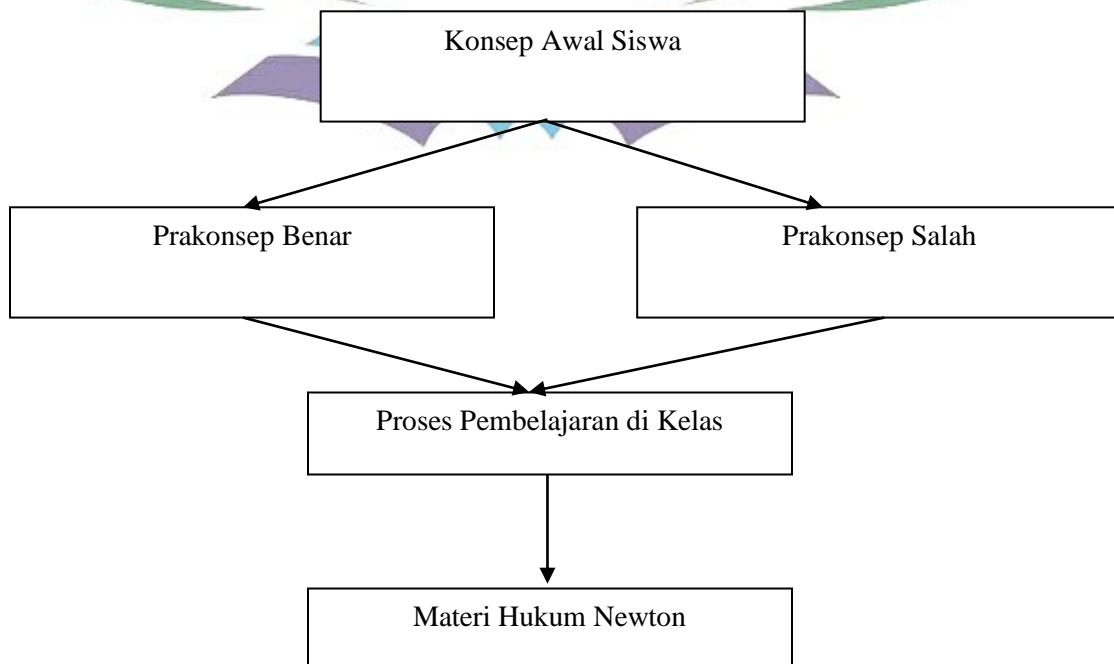 Konsep Awal Siswa
Prakonsep Benar
Prakonsep Salah
Proses Pembelajaran di Kelas
Materi Hukum Newton